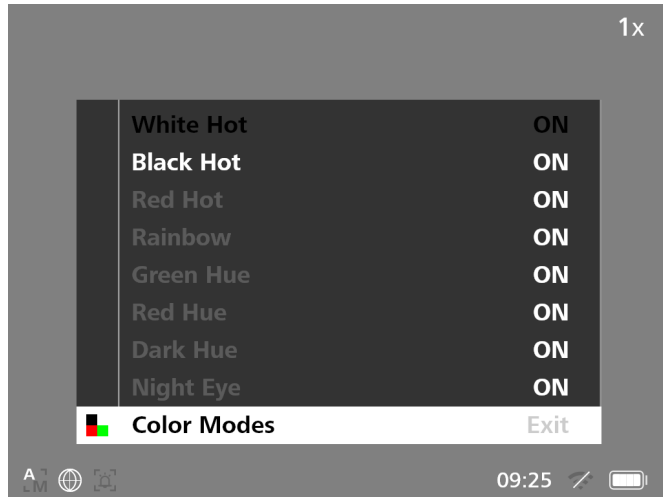 1x
White Hot ON
Black Hot ON
Red Hot ON
Rainbow ON
Green Hue ON
Red Hue ON
Dark Hue ON
Night Eye ON
Color Modes Exit
A
M
09:25